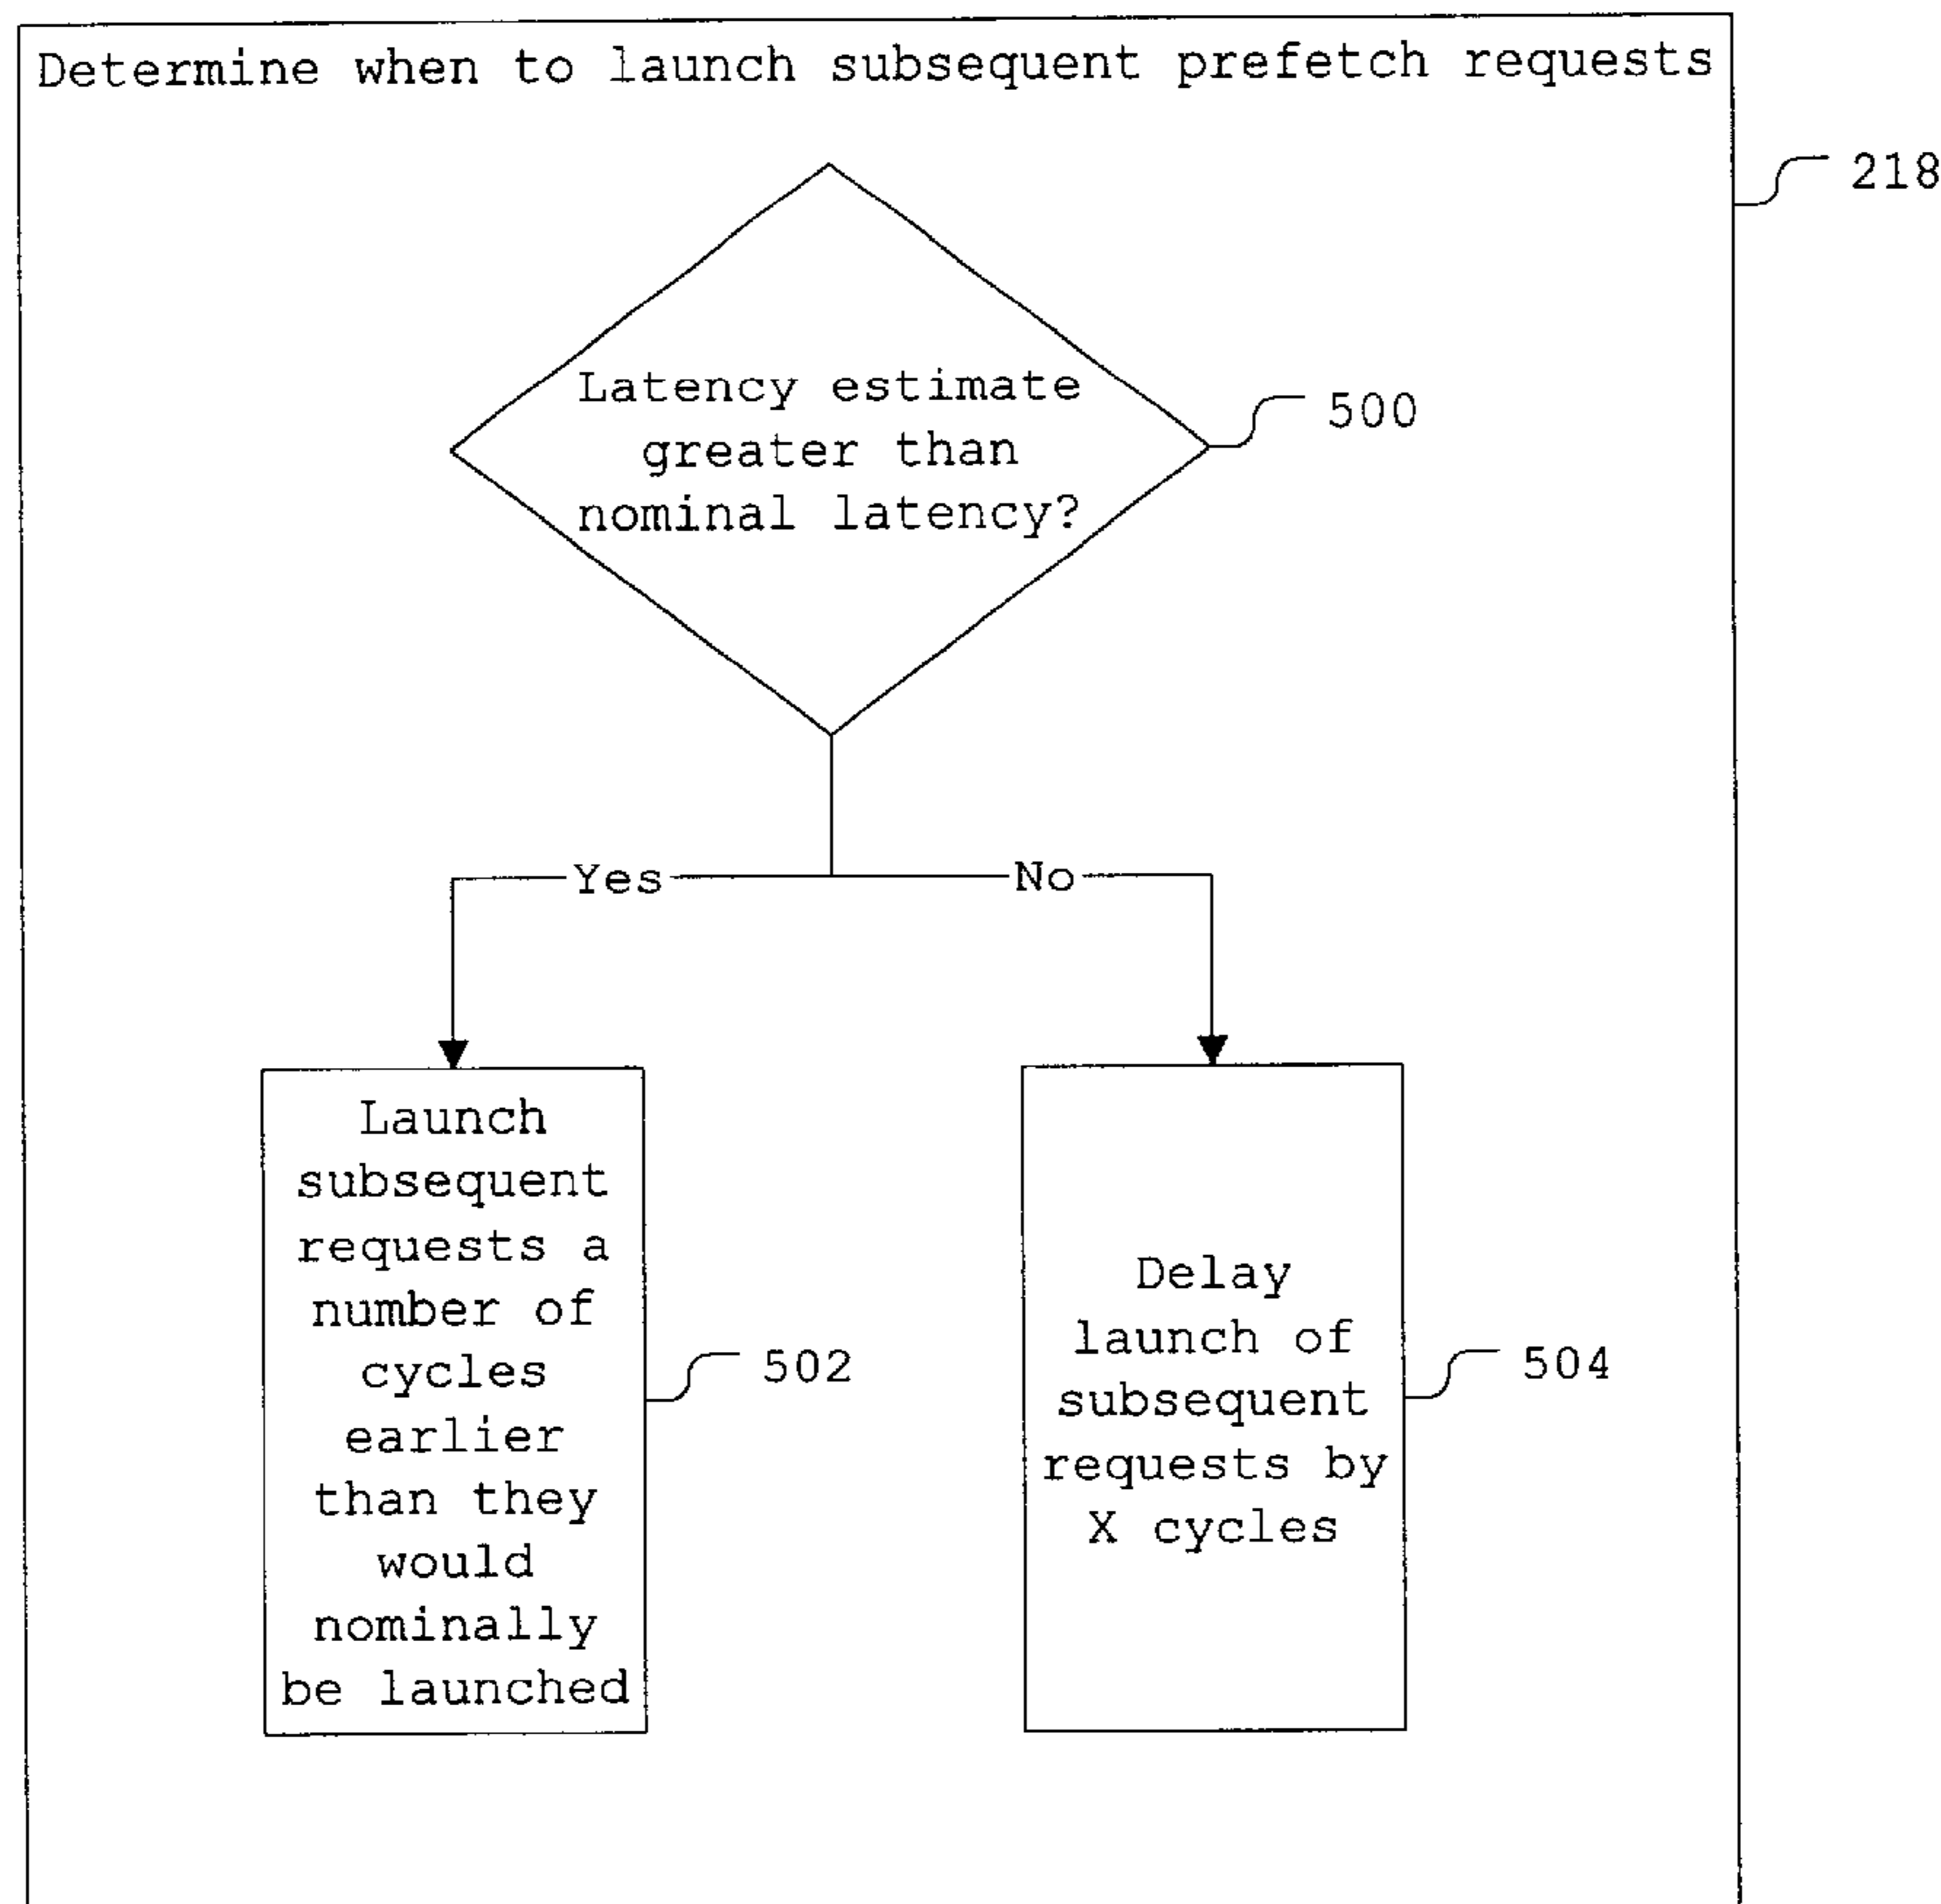 Determine when to launch subsequent prefetch requests
218
Latency estimate
greater than
nominal latency?
500
Yes
No
Launch
subsequent
requests a
number of
cycles
earlier
than they
would
nominally
be launched
502
Delay
launch of
subsequent
requests by
X cycles
504